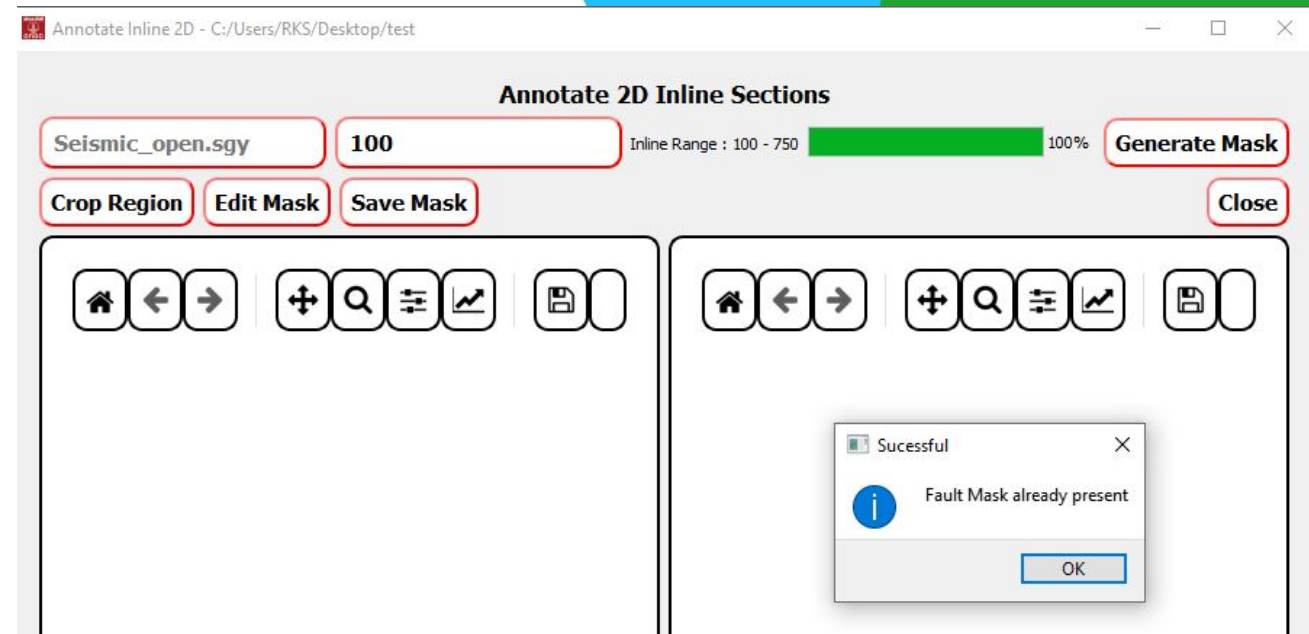 Annotate Inline 2D - C:/Users/RKS/Desktop/test
Annotate 2D Inline Sections
Seismic_open.sgy 100 Inline Range : 100 - 750 100% Generate Mask
Crop Region Edit Mask Save Mask Close
Sucessful
Fault Mask already present
OK